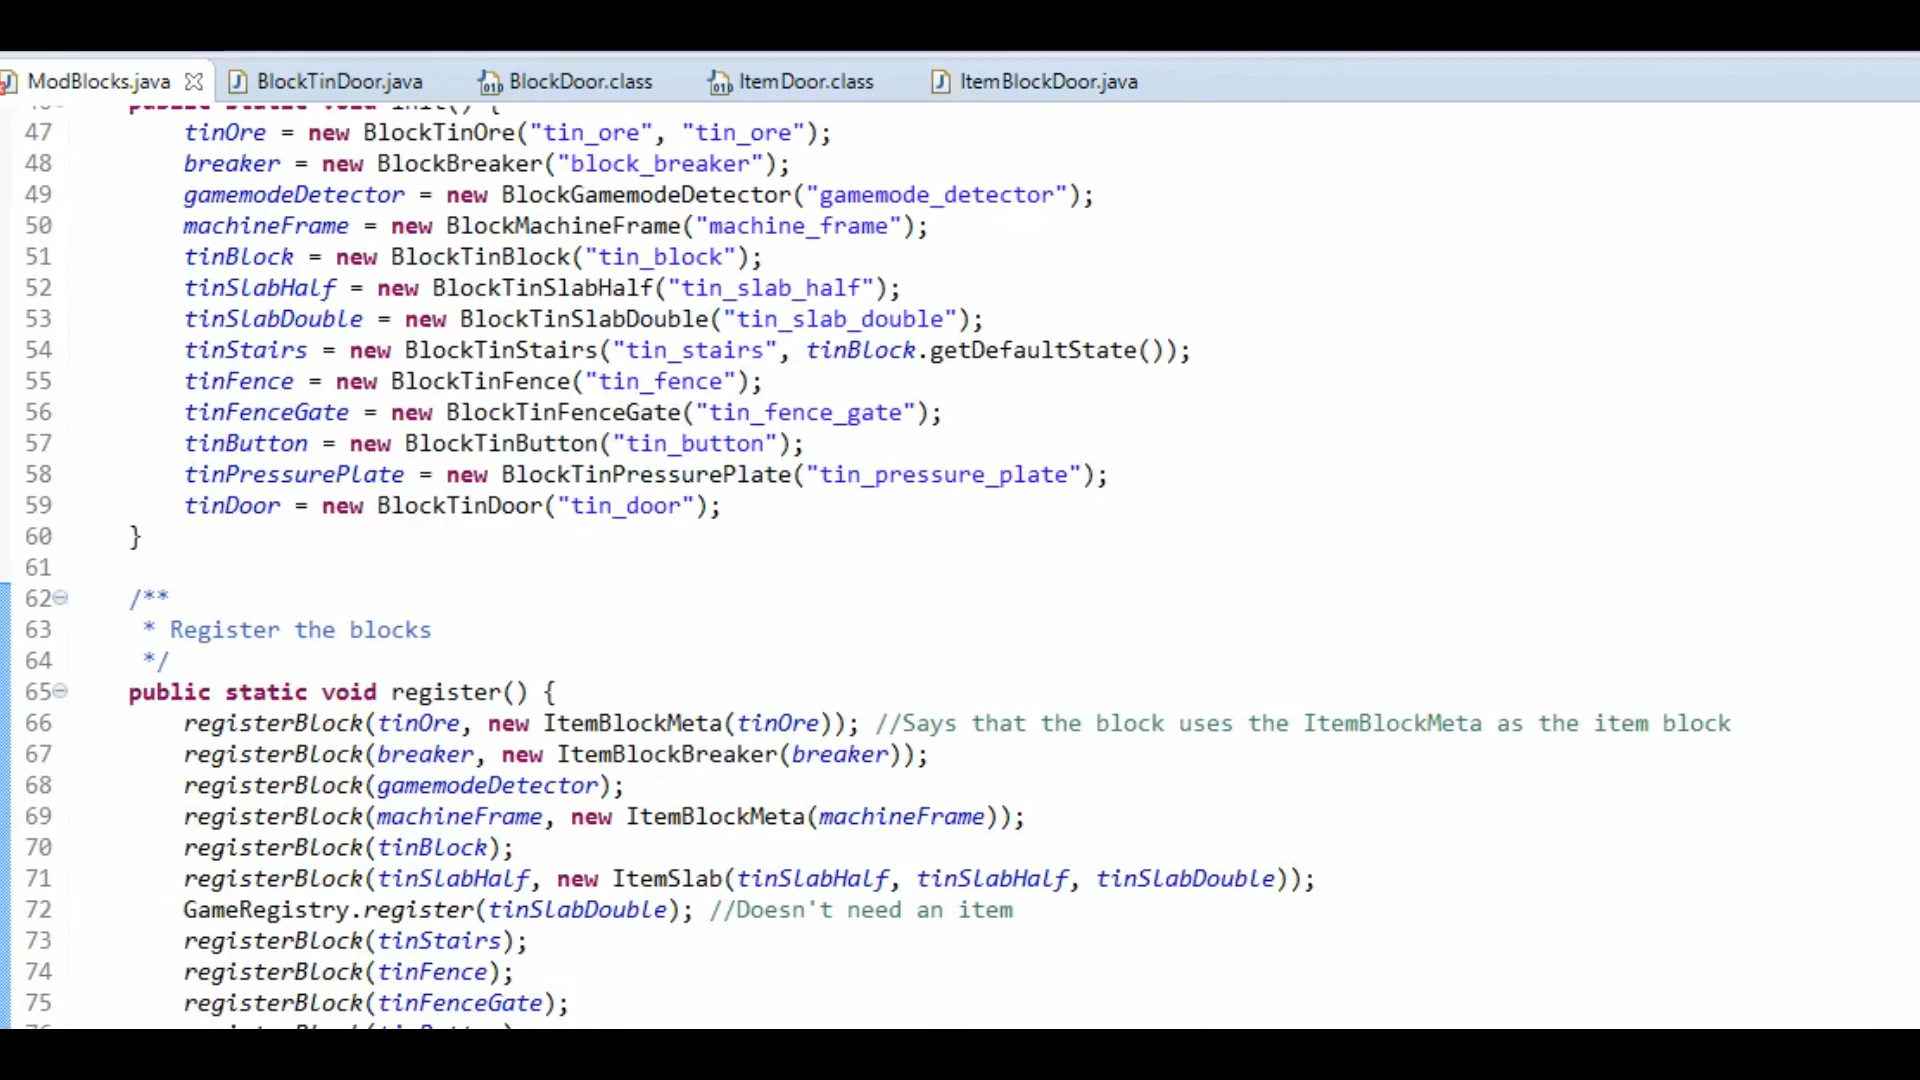 ModBlocks.java BlockTinDoor.java BlockDoor.class ItemDoor.class ItemBlockDoor.java
public static void init() {
47 tinOre = new BlockTinOre("tin_ore", "tin_ore");
48 breaker = new BlockBreaker("block_breaker");
49 gamemodeDetector = new BlockGamemodeDetector("gamemode_detector");
50 machineFrame = new BlockMachineFrame("machine_frame");
51 tinBlock = new BlockTinBlock("tin_block");
52 tinSlabHalf = new BlockTinSlabHalf("tin_slab_half");
53 tinSlabDouble = new BlockTinSlabDouble("tin_slab_double");
54 tinStairs = new BlockTinStairs("tin_stairs", tinBlock.getDefaultState());
55 tinFence = new BlockTinFence("tin_fence");
56 tinFenceGate = new BlockTinFenceGate("tin_fence_gate");
57 tinButton = new BlockTinButton("tin_button");
58 tinPressurePlate = new BlockTinPressurePlate("tin_pressure_plate");
59 tinDoor = new BlockTinDoor("tin_door");
60 }
61
62 /**
63 * Register the blocks
64 */
65 public static void register() {
66 registerBlock(tinOre, new ItemBlockMeta(tinOre)); //Says that the block uses the ItemBlockMeta as the item block
67 registerBlock(breaker, new ItemBlockBreaker(breaker));
68 registerBlock(gamemodeDetector);
69 registerBlock(machineFrame, new ItemBlockMeta(machineFrame));
70 registerBlock(tinBlock);
71 registerBlock(tinSlabHalf, new ItemSlab(tinSlabHalf, tinSlabHalf, tinSlabDouble));
72 GameRegistry.register(tinSlabDouble); //Doesn't need an item
73 registerBlock(tinStairs);
74 registerBlock(tinFence);
75 registerBlock(tinFenceGate);